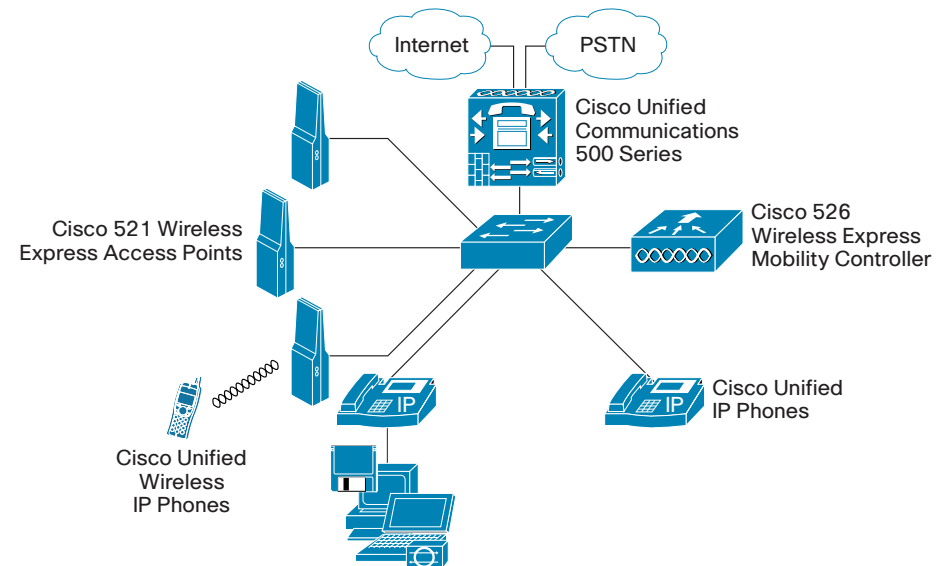 Internet
PSTN
Cisco Unified
Communications
500 Series
Cisco 521 Wireless
Express Access Points
Cisco 526
Wireless Express
Mobility Controller
IP
IP
Cisco Unified
IP Phones
Cisco Unified
Wireless
IP Phones